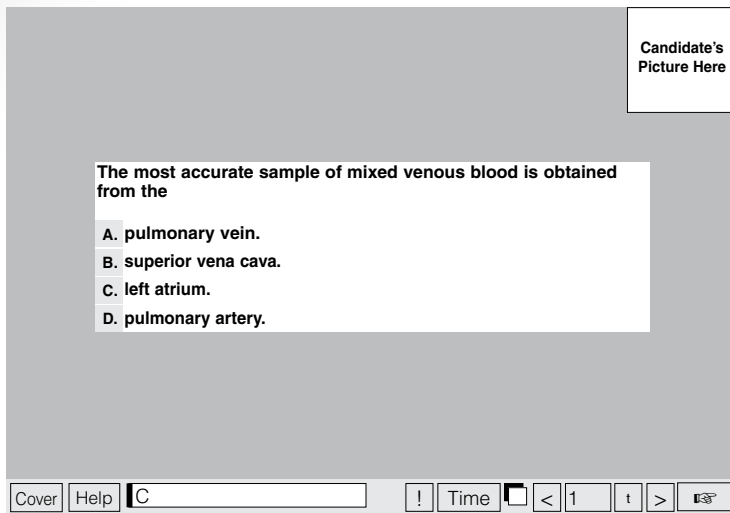 Candidate's
Picture Here
The most accurate sample of mixed venous blood is obtained
from the
A. pulmonary vein.
B. superior vena cava.
C. left atrium.
D. pulmonary artery.
Cover Help C ! Time < 1 t > ☞